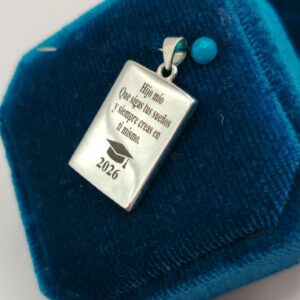 Hijo mío
Que sigas tus sueños
y siempre creas en
ti mismo.
2026